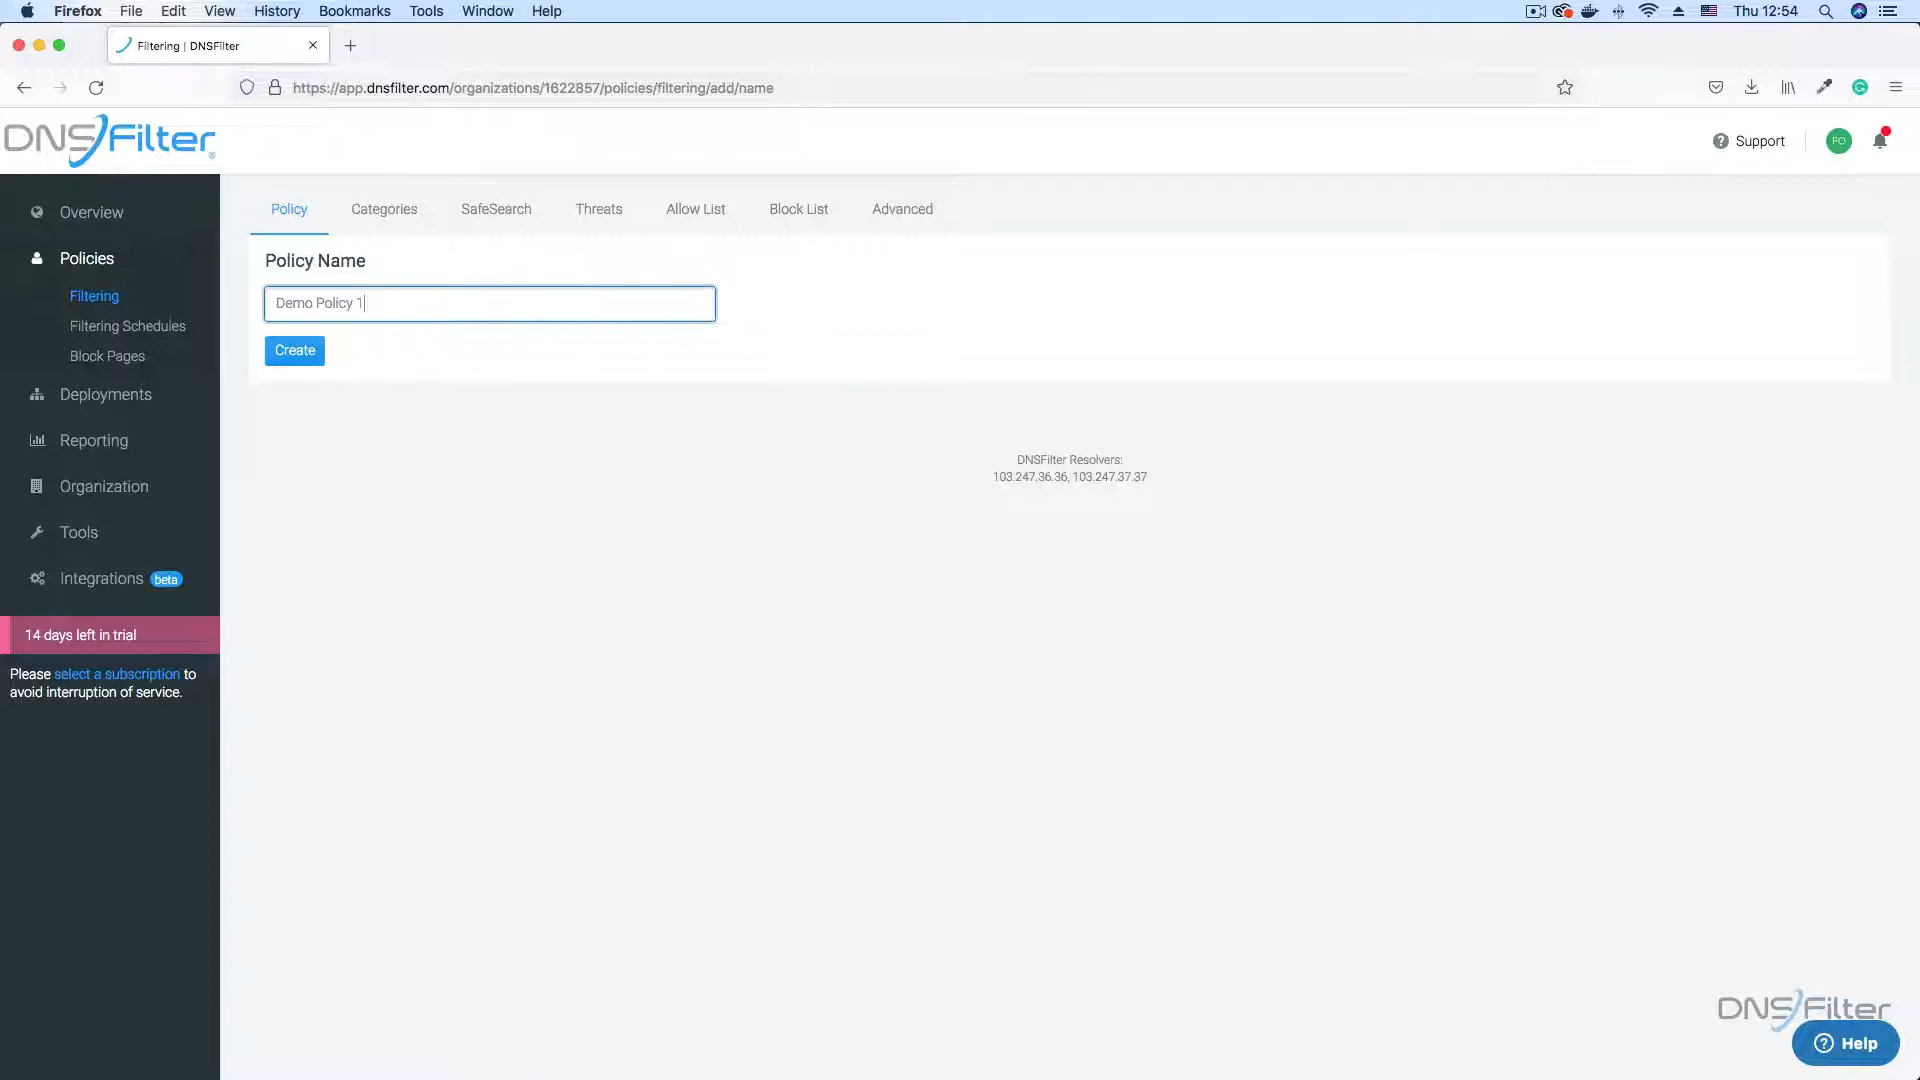 Firefox File Edit View History Bookmarks Tools Window Help Thu 12:54
Filtering | DNSFilter
https://app.dnsfilter.com/organizations/1622857/policies/filtering/add/name
DNSFilter
Support
FO
Overview
Policies
Filtering
Filtering Schedules
Block Pages
Deployments
Reporting
Organization
Tools
Integrations beta
14 days left in trial
Please select a subscription to
avoid interruption of service.
Policy Categories SafeSearch Threats Allow List Block List Advanced
Policy Name
Demo Policy 1
Create
DNSFilter Resolvers:
103.247.36.36, 103.247.37.37
DNSFilter
Help